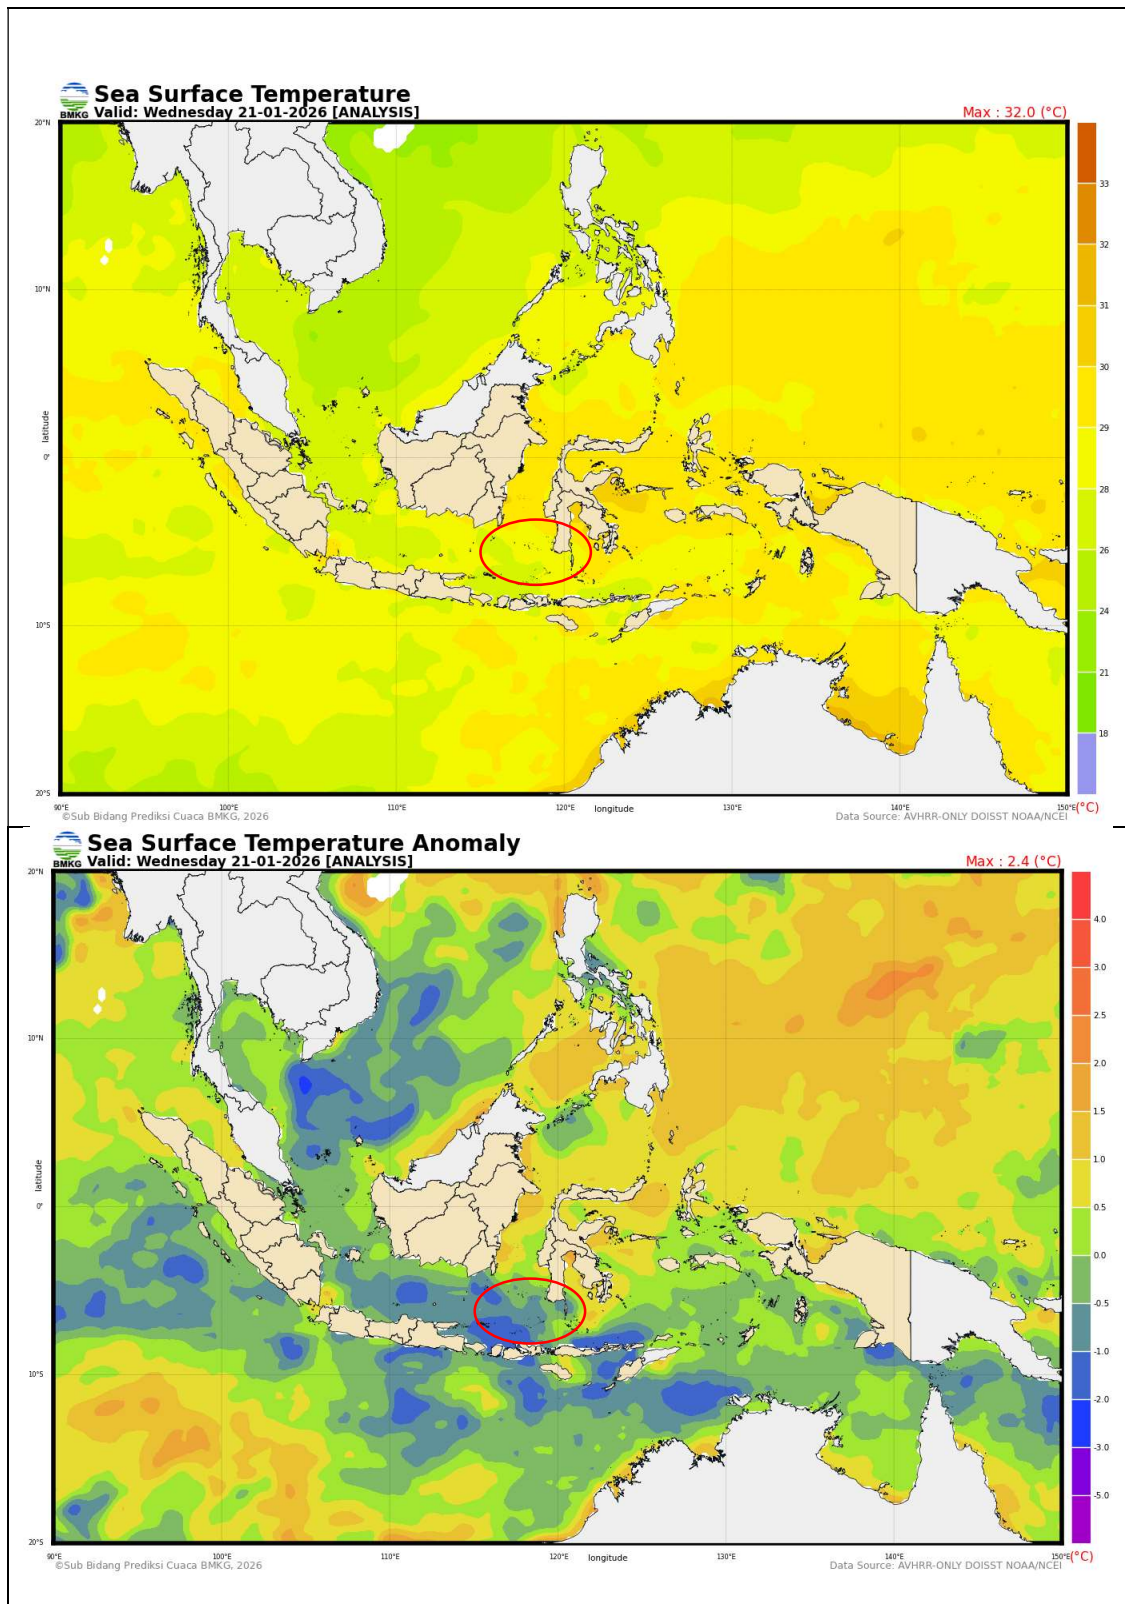 BMKG
Sea Surface Temperature
Valid: Wednesday 21-01-2026 [ANALYSIS]
Max : 32.0 (°C)
20°N
10°N
0°
10°S
20°S
latitude
33
32
31
30
29
28
26
24
21
18
90°E
100°E
110°E
120°E
longitude
130°E
140°E
150°E
(°C)
©Sub Bidang Prediksi Cuaca BMKG, 2026
Data Source: AVHRR-ONLY DOISST NOAA/NCEI
BMKG
Sea Surface Temperature Anomaly
Valid: Wednesday 21-01-2026 [ANALYSIS]
Max : 2.4 (°C)
20°N
10°N
0°
10°S
20°S
latitude
4.0
3.0
2.5
2.0
1.5
1.0
0.5
0.0
-0.5
-1.0
-2.0
-3.0
-5.0
90°E
100°E
110°E
120°E
longitude
130°E
140°E
150°E
(°C)
©Sub Bidang Prediksi Cuaca BMKG, 2026
Data Source: AVHRR-ONLY DOISST NOAA/NCEI